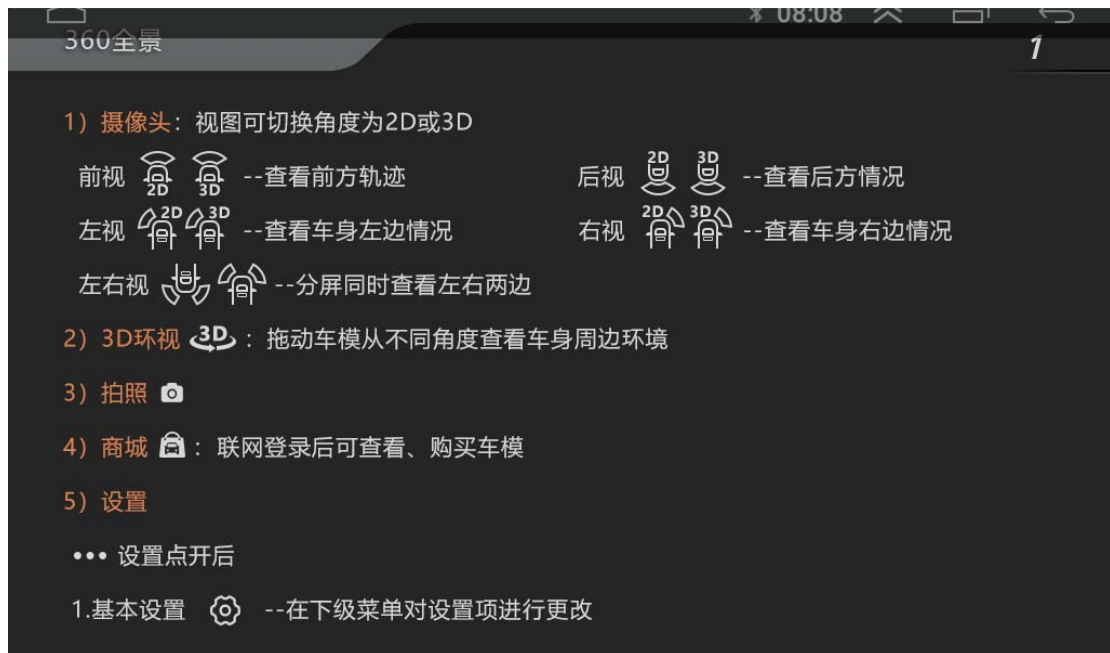 08:08
360全景
1
1）摄像头：视图可切换角度为2D或3D
前视 2D 3D --查看前方轨迹
后视 2D 3D --查看后方情况
左视 2D 3D --查看车身左边情况
右视 2D 3D --查看车身右边情况
左右视 --分屏同时查看左右两边
2）3D环视 3D ：拖动车模从不同角度查看车身周边环境
3）拍照
4）商城 ：联网登录后可查看、购买车模
5）设置
••• 设置点开后
1.基本设置 --在下级菜单对设置项进行更改